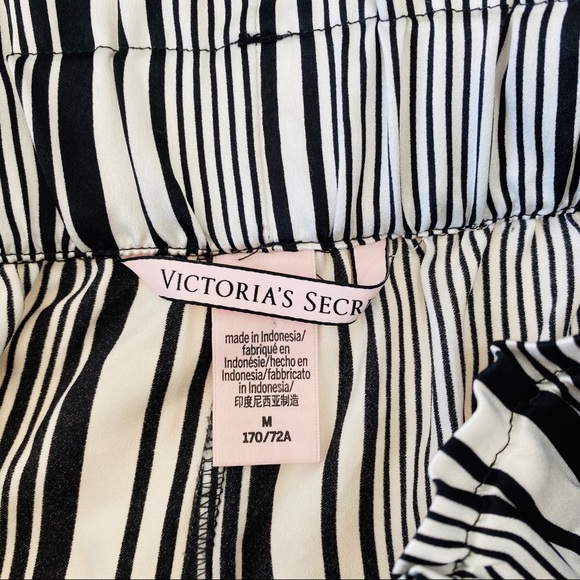 VICTORIA'S SECR
made in Indonesia/
fabriqué en
Indonésie/hecho en
Indonesia/fabbricato
in Indonesia/
印度尼西亚制造
M
170/72A